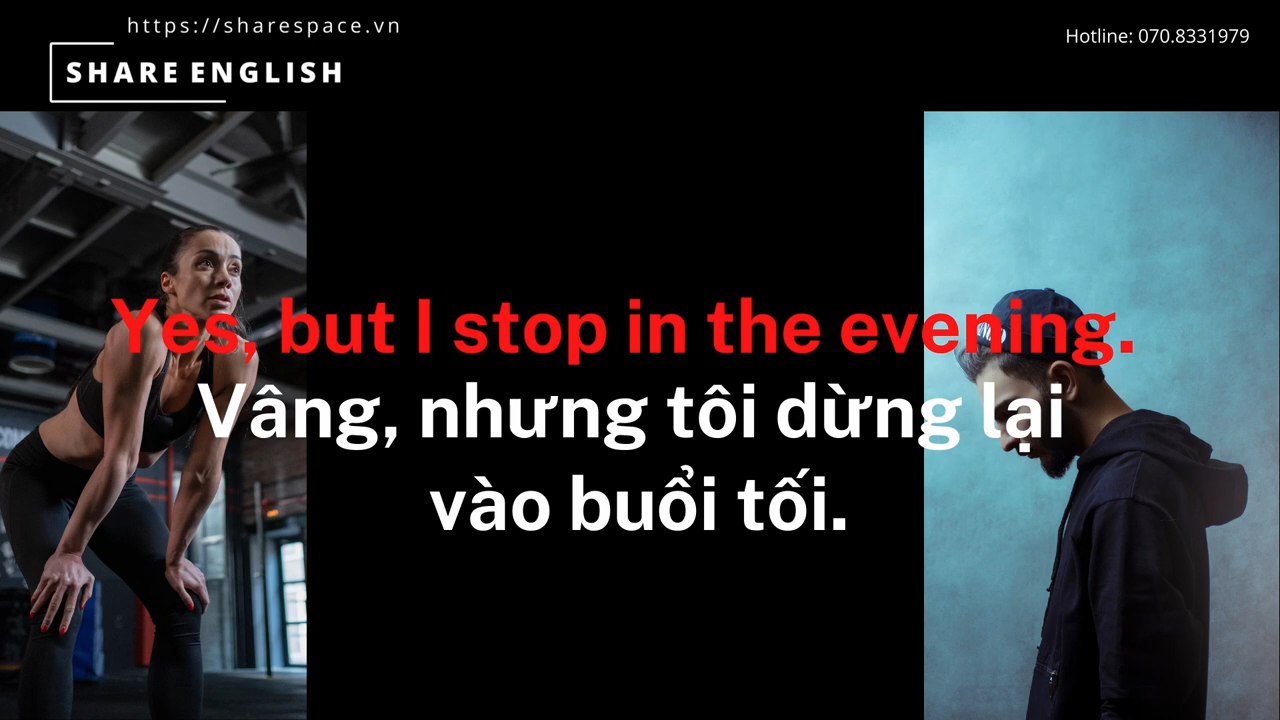 https://sharespace.vn
SHARE ENGLISH
Hotline: 070.8331979
Yes, but I stop in the evening.
Vâng, nhưng tôi dừng lại
vào buổi tối.